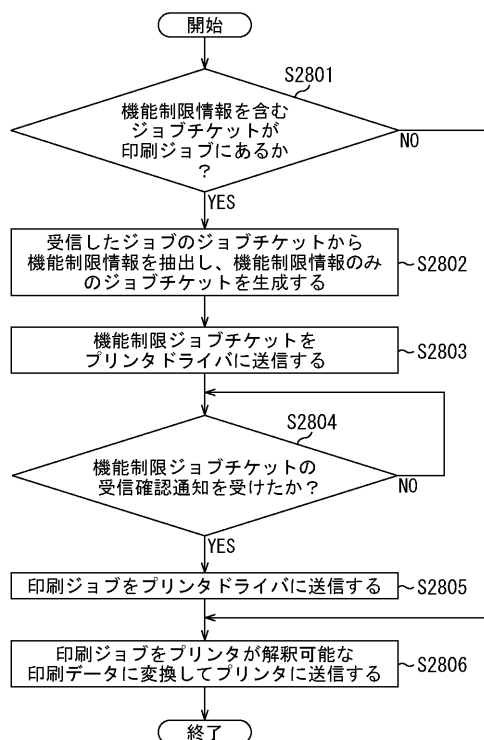 開始
S2801
機能制限情報を含む
ジョブチケットが
印刷ジョブにあるか
？
NO
YES
受信したジョブのジョブチケットから
機能制限情報を抽出し、機能制限情報のみ
のジョブチケットを生成する
S2802
機能制限ジョブチケットを
プリンタドライバに送信する
S2803
S2804
機能制限ジョブチケットの
受信確認通知を受けたか？
NO
YES
印刷ジョブをプリンタドライバに送信する
S2805
印刷ジョブをプリンタが解釈可能な
印刷データに変換してプリンタに送信する
S2806
終了